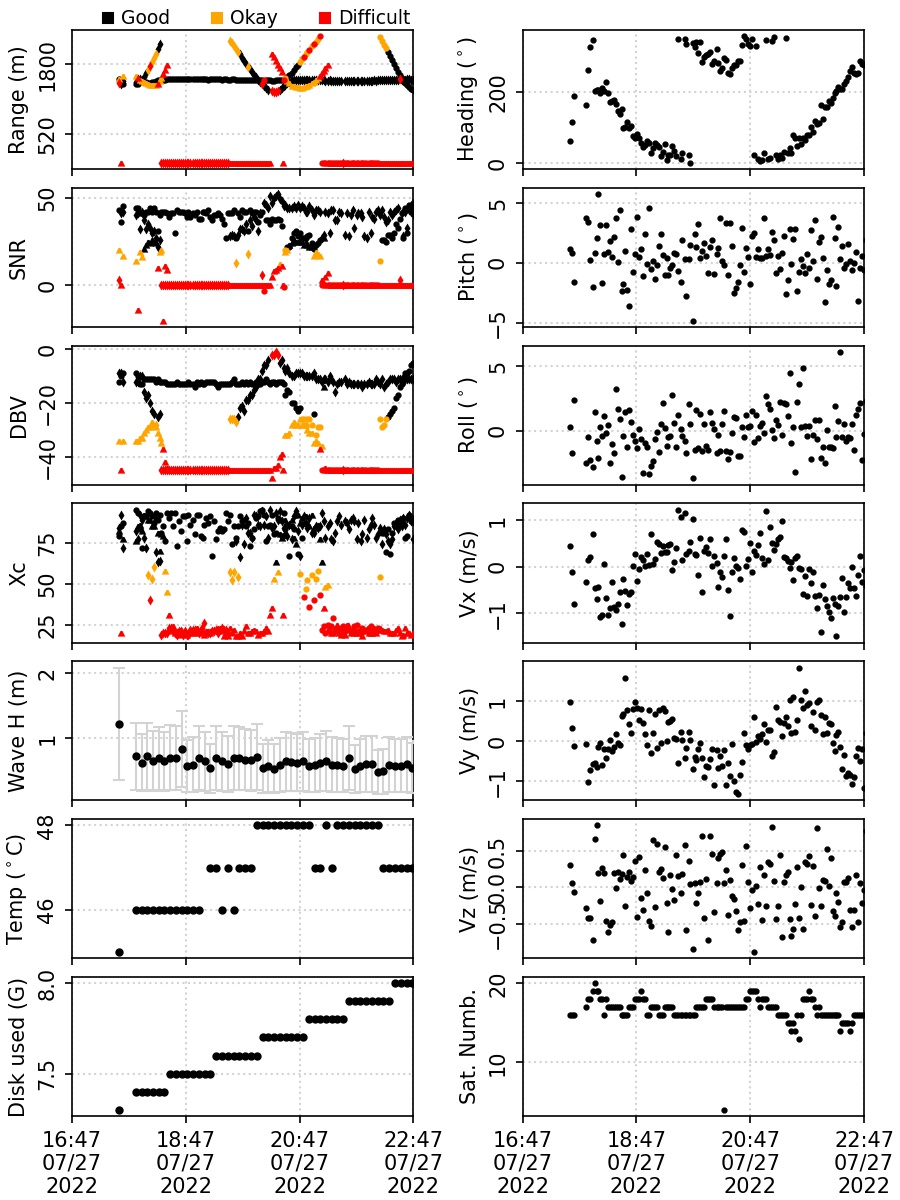 Good Okay Difficult
Range (m)
1800
520
Heading (°)
200
0
SNR
50
0
Pitch (°)
5
0
−5
DBV
0
−20
−40
Roll (°)
5
0
Xc
75
50
25
Vx (m/s)
1
0
−1
Wave H (m)
2
1
Vy (m/s)
1
0
−1
Temp (°C)
48
46
Vz (m/s)
0.5
0.0
−0.5
Disk used (G)
8.0
7.5
Sat. Numb.
20
10
16:47 18:47 20:47 22:47
07/27 07/27 07/27 07/27
2022 2022 2022 2022
16:47 18:47 20:47 22:47
07/27 07/27 07/27 07/27
2022 2022 2022 2022